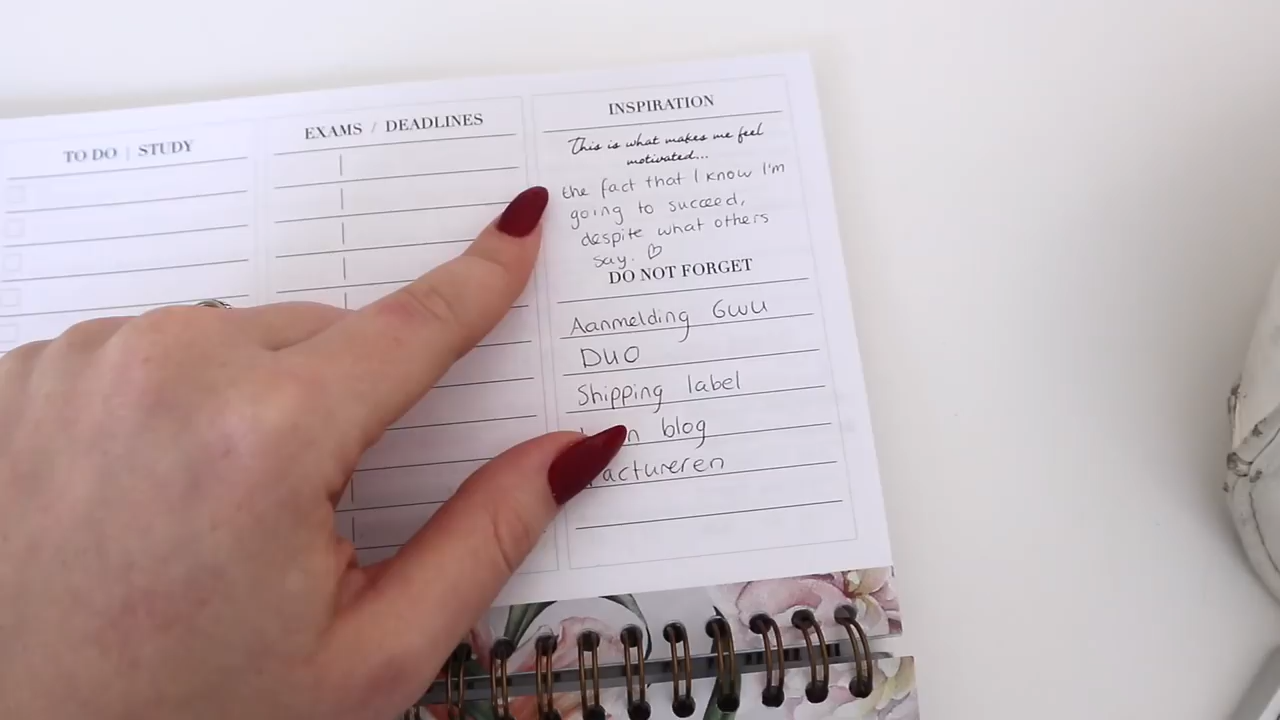 TO DO | STUDY
EXAMS / DEADLINES
INSPIRATION
This is what makes me feel
motivated...
the fact that I know I'm
going to succeed,
despite what others
say. ♡
DO NOT FORGET
Aanmelding GWU
DUO
Shipping label
blog